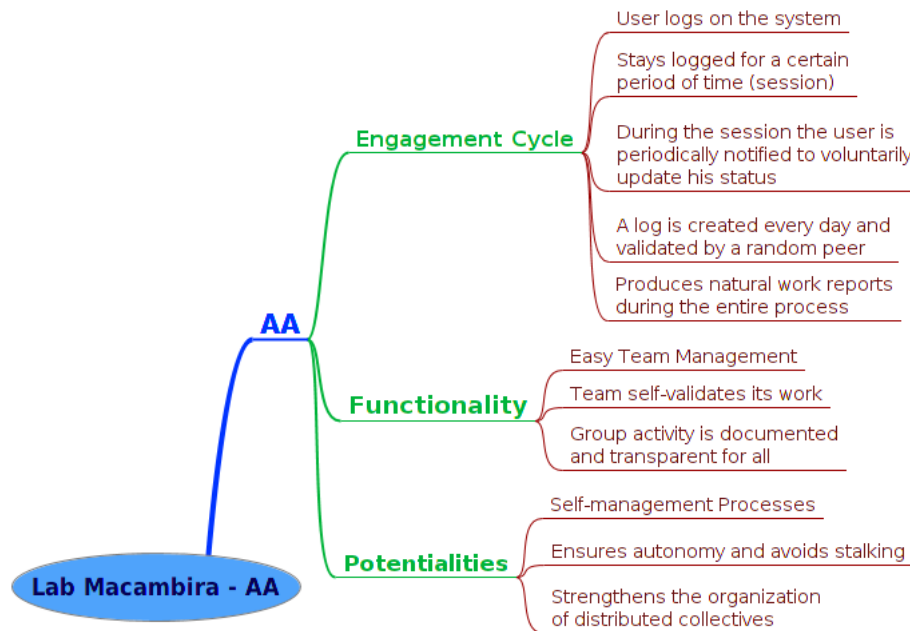 User logs on the system
Stays logged for a certain
period of time (session)
Engagement Cycle
During the session the user is
periodically notified to voluntarily
update his status
A log is created every day and
validated by a random peer
Produces natural work reports
during the entire process
AA
Easy Team Management
Functionality
Team self-validates its work
Group activity is documented
and transparent for all
Self-management Processes
Potentialities
Ensures autonomy and avoids stalking
Lab Macambira - AA
Strengthens the organization
of distributed collectives